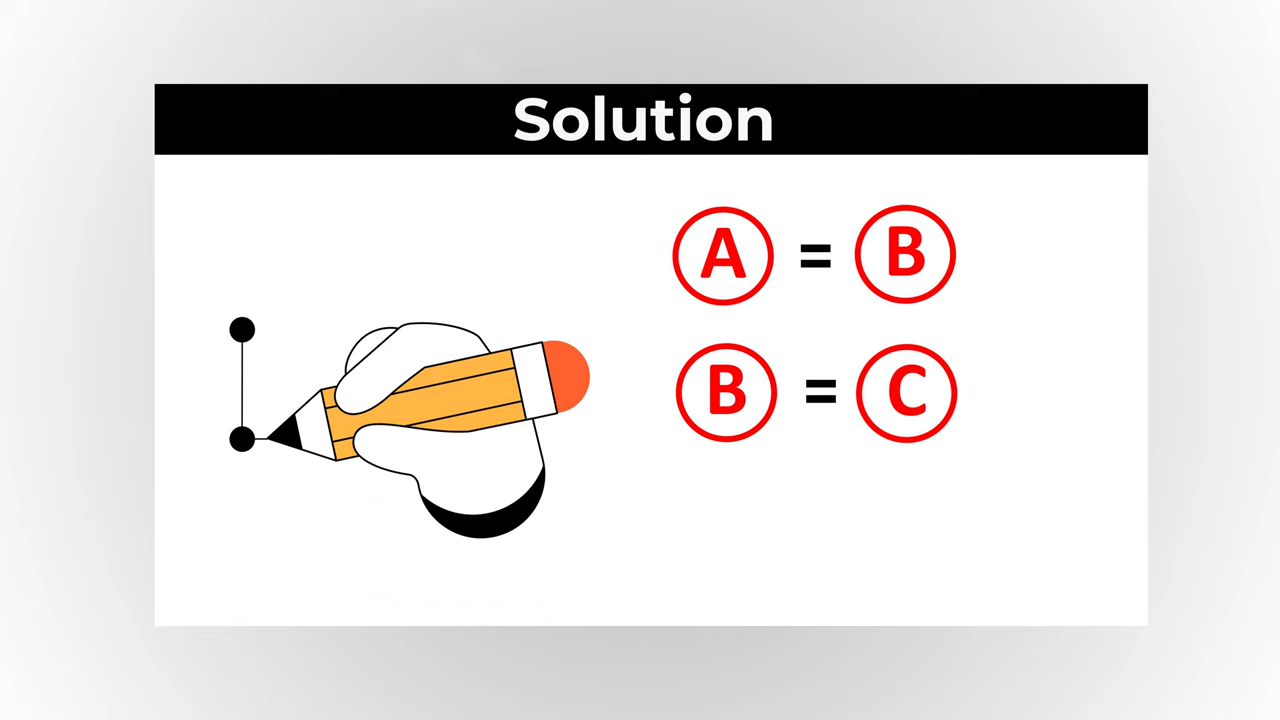 Solution
A = B
B = C